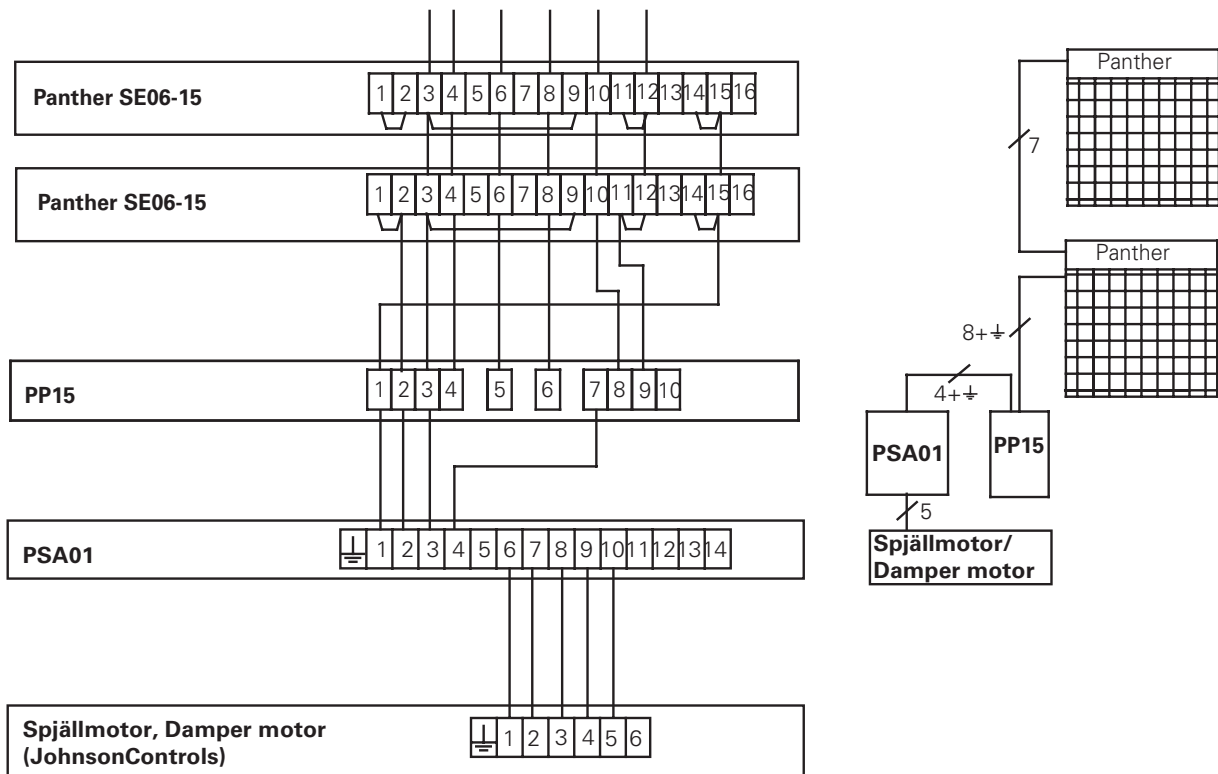 Panther SE06-15
1 2 3 4 5 6 7 8 9 10 11 12 13 14 15 16
Panther SE06-15
1 2 3 4 5 6 7 8 9 10 11 12 13 14 15 16
PP15
1 2 3 4 5 6 7 8 9 10
PSA01
1 2 3 4 5 6 7 8 9 10 11 12 13 14
Spjällmotor, Damper motor
(JohnsonControls)
1 2 3 4 5 6
Panther
7
Panther
8+⏚
4+⏚
PSA01
PP15
5
Spjällmotor/
Damper motor